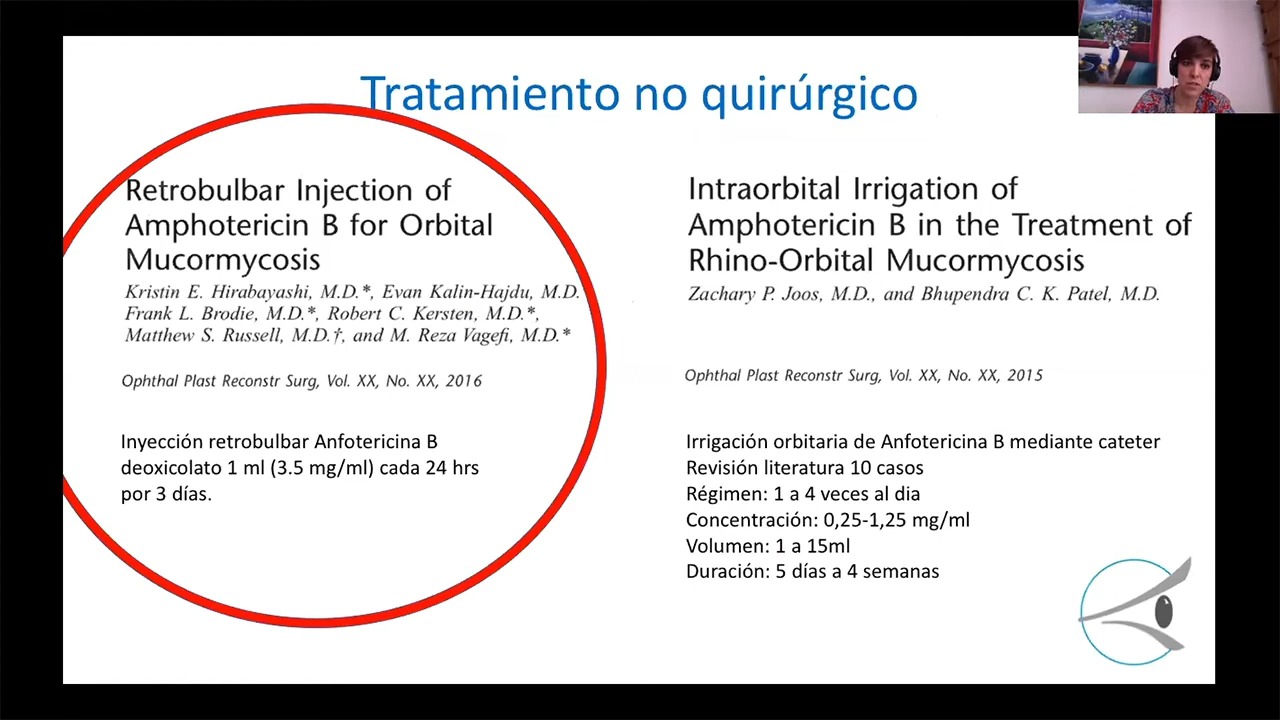 Tratamiento no quirúrgico
Retrobulbar Injection of
Amphotericin B for Orbital
Mucormycosis
Kristin E. Hirabayashi, M.D.*, Evan Kalin-Hajdu, M.D.
Frank L. Brodie, M.D.*, Robert C. Kersten, M.D.*,
Matthew S. Russell, M.D.†, and M. Reza Vagefi, M.D.*
Ophthal Plast Reconstr Surg, Vol. XX, No. XX, 2016
Inyección retrobulbar Anfotericina B
deoxicolato 1 ml (3.5 mg/ml) cada 24 hrs
por 3 días.
Intraorbital Irrigation of
Amphotericin B in the Treatment of
Rhino-Orbital Mucormycosis
Zachary P. Joos, M.D., and Bhupendra C. K. Patel, M.D.
Ophthal Plast Reconstr Surg, Vol. XX, No. XX, 2015
Irrigación orbitaria de Anfotericina B mediante cateter
Revisión literatura 10 casos
Régimen: 1 a 4 veces al dia
Concentración: 0,25-1,25 mg/ml
Volumen: 1 a 15ml
Duración: 5 días a 4 semanas